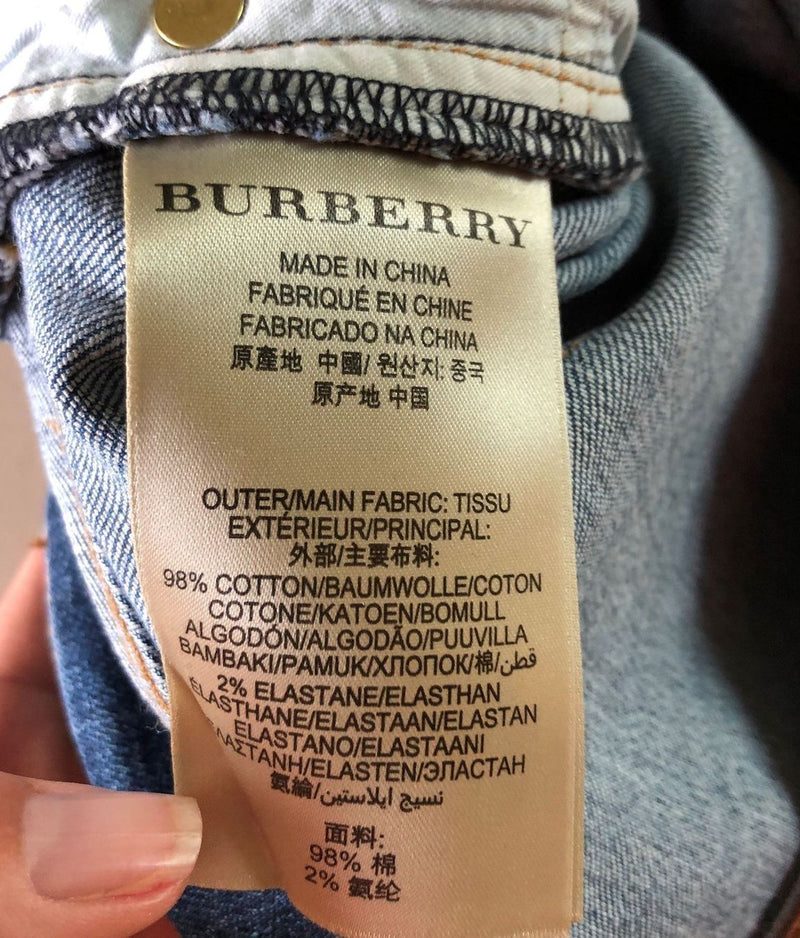 BURBERRY
MADE IN CHINA
FABRIQUÉ EN CHINE
FABRICADO NA CHINA
原產地 中國/ 원산지: 중국
原产地 中国
OUTER/MAIN FABRIC: TISSU
EXTÉRIEUR/PRINCIPAL:
外部/主要布料:
98% COTTON/BAUMWOLLE/COTON
COTONE/KATOEN/BOMULL
ALGODÓN/ALGODÃO/PUUVILLA
BAMBAKI/PAMUK/ХЛОПОК/棉/قطن
2% ELASTANE/ELASTHAN
ÉLASTHANE/ELASTAAN/ELASTAN
ELASTANO/ELASTAANI
ΛΑΣΤΑΝΗ/ELASTEN/ЭЛАСТАН
氨綸/نسيج ايلاستين
面料:
98% 棉
2% 氨纶